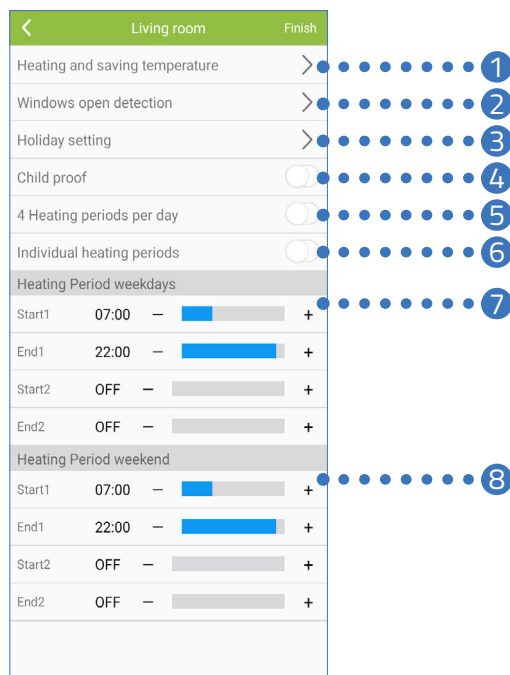 Living room Finish
Heating and saving temperature 1
Windows open detection 2
Holiday setting 3
Child proof 4
4 Heating periods per day 5
Individual heating periods 6
Heating Period weekdays
Start1 07:00 − + 7
End1 22:00 − +
Start2 OFF − +
End2 OFF − +
Heating Period weekend
Start1 07:00 − + 8
End1 22:00 − +
Start2 OFF − +
End2 OFF − +